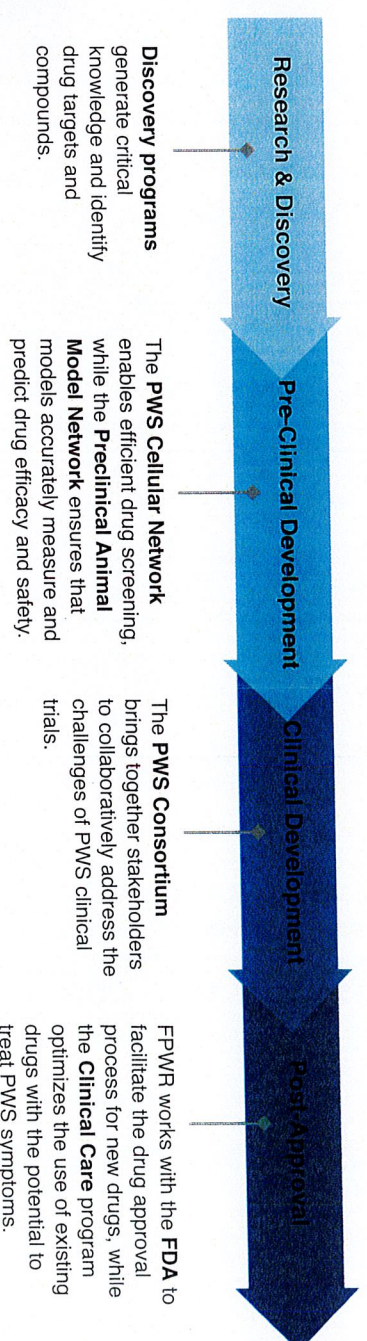 Research & Discovery
Pre-Clinical Development
Clinical Development
Post-Approval
Discovery programs
generate critical
knowledge and identify
drug targets and
compounds.
The PWS Cellular Network
enables efficient drug screening,
while the Preclinical Animal
Model Network ensures that
models accurately measure and
predict drug efficacy and safety.
The PWS Consortium
brings together stakeholders
to collaboratively address the
challenges of PWS clinical
trials.
FPWR works with the FDA to
facilitate the drug approval
process for new drugs, while
the Clinical Care program
optimizes the use of existing
drugs with the potential to
treat PWS symptoms.